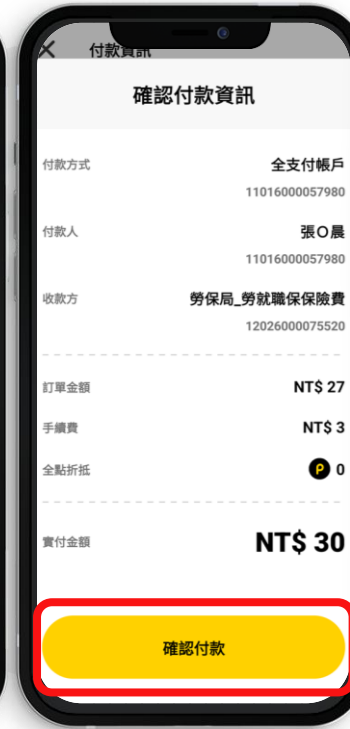 付款資訊
確認付款資訊
付款方式
全支付帳戶
11016000057980
付款人
張O晨
11016000057980
收款方
勞保局_勞就職保保險費
12026000075520
訂單金額
NT$ 27
手續費
NT$ 3
全點折抵
P 0
實付金額
NT$ 30
確認付款